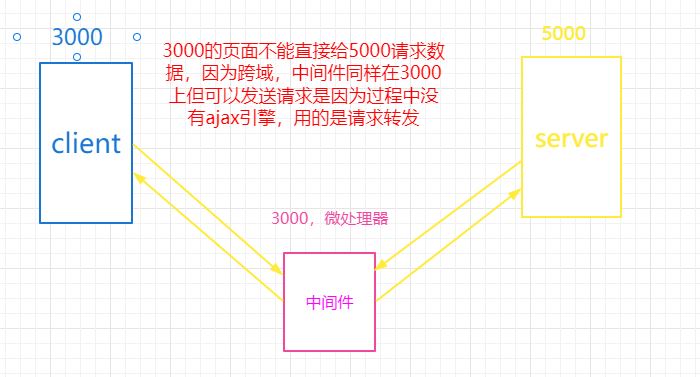 3000
5000
3000的页面不能直接给5000请求数
据，因为跨域，中间件同样在3000
上但可以发送请求是因为过程中没
有ajax引擎，用的是请求转发
client
server
3000，微处理器
中间件